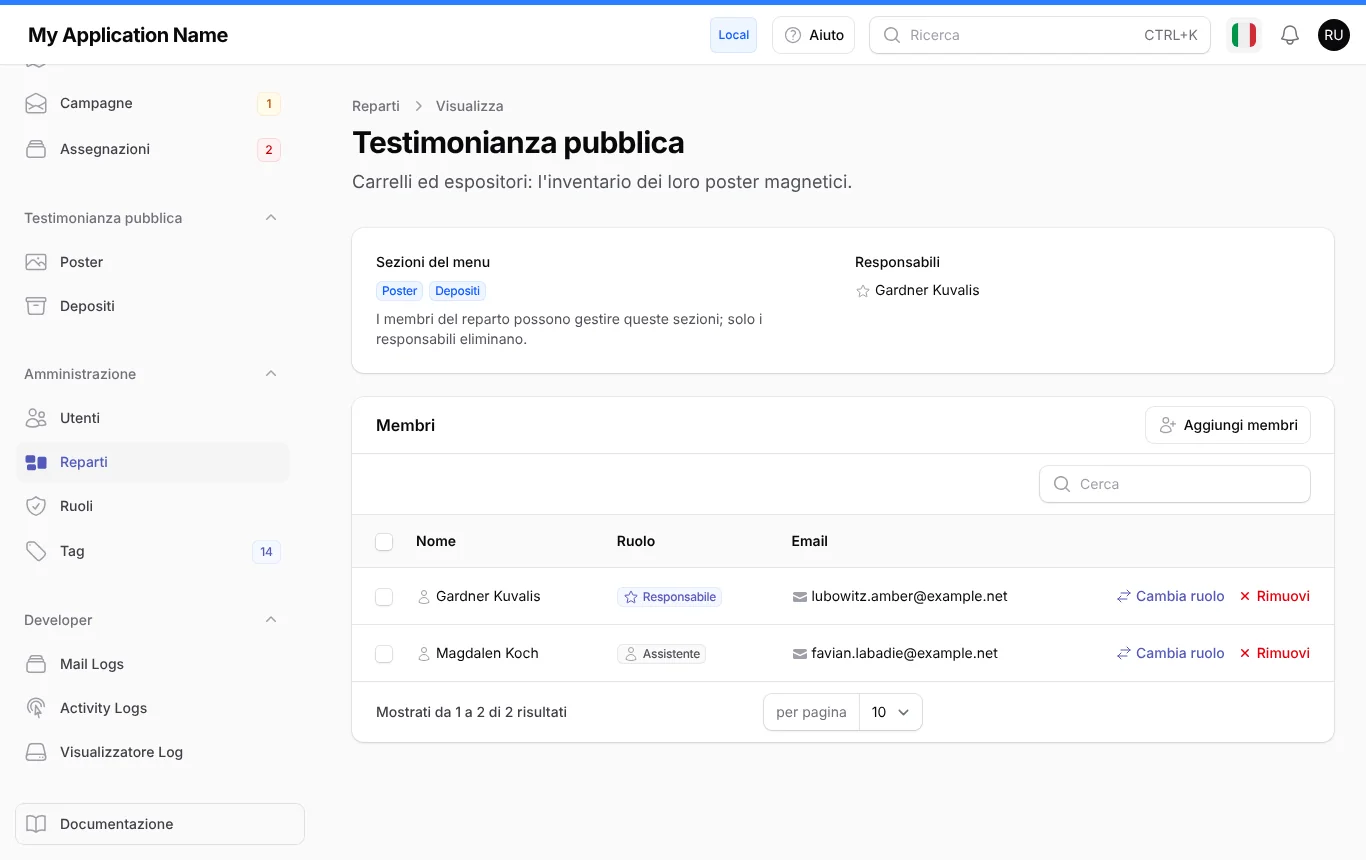 My Application Name
Local
Aiuto
Ricerca
CTRL+K
RU
Campagne
1
Assegnazioni
2
Testimonianza pubblica
Poster
Depositi
Amministrazione
Utenti
Reparti
Ruoli
Tag
14
Developer
Mail Logs
Activity Logs
Visualizzatore Log
Documentazione
Reparti
Visualizza
Testimonianza pubblica
Carrelli ed espositori: l'inventario dei loro poster magnetici.
Sezioni del menu
Poster
Depositi
I membri del reparto possono gestire queste sezioni; solo i
responsabili eliminano.
Responsabili
Gardner Kuvalis
Membri
Aggiungi membri
Cerca
Nome
Ruolo
Email
Gardner Kuvalis
Responsabile
lubowitz.amber@example.net
Cambia ruolo
Rimuovi
Magdalen Koch
Assistente
favian.labadie@example.net
Cambia ruolo
Rimuovi
Mostrati da 1 a 2 di 2 risultati
per pagina
10